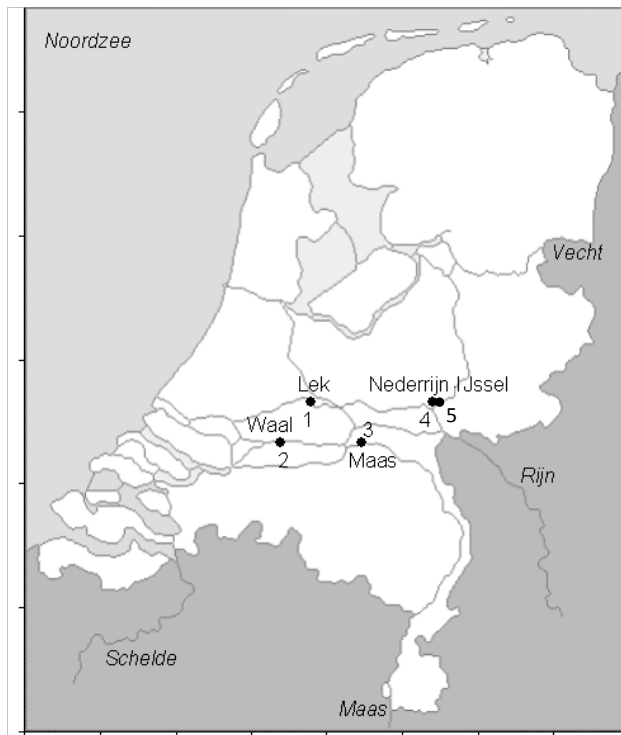 Noordzee
Vecht
Lek
Nederrijn IJssel
1
4
5
Waal
3
2
Maas
Rijn
Schelde
Maas